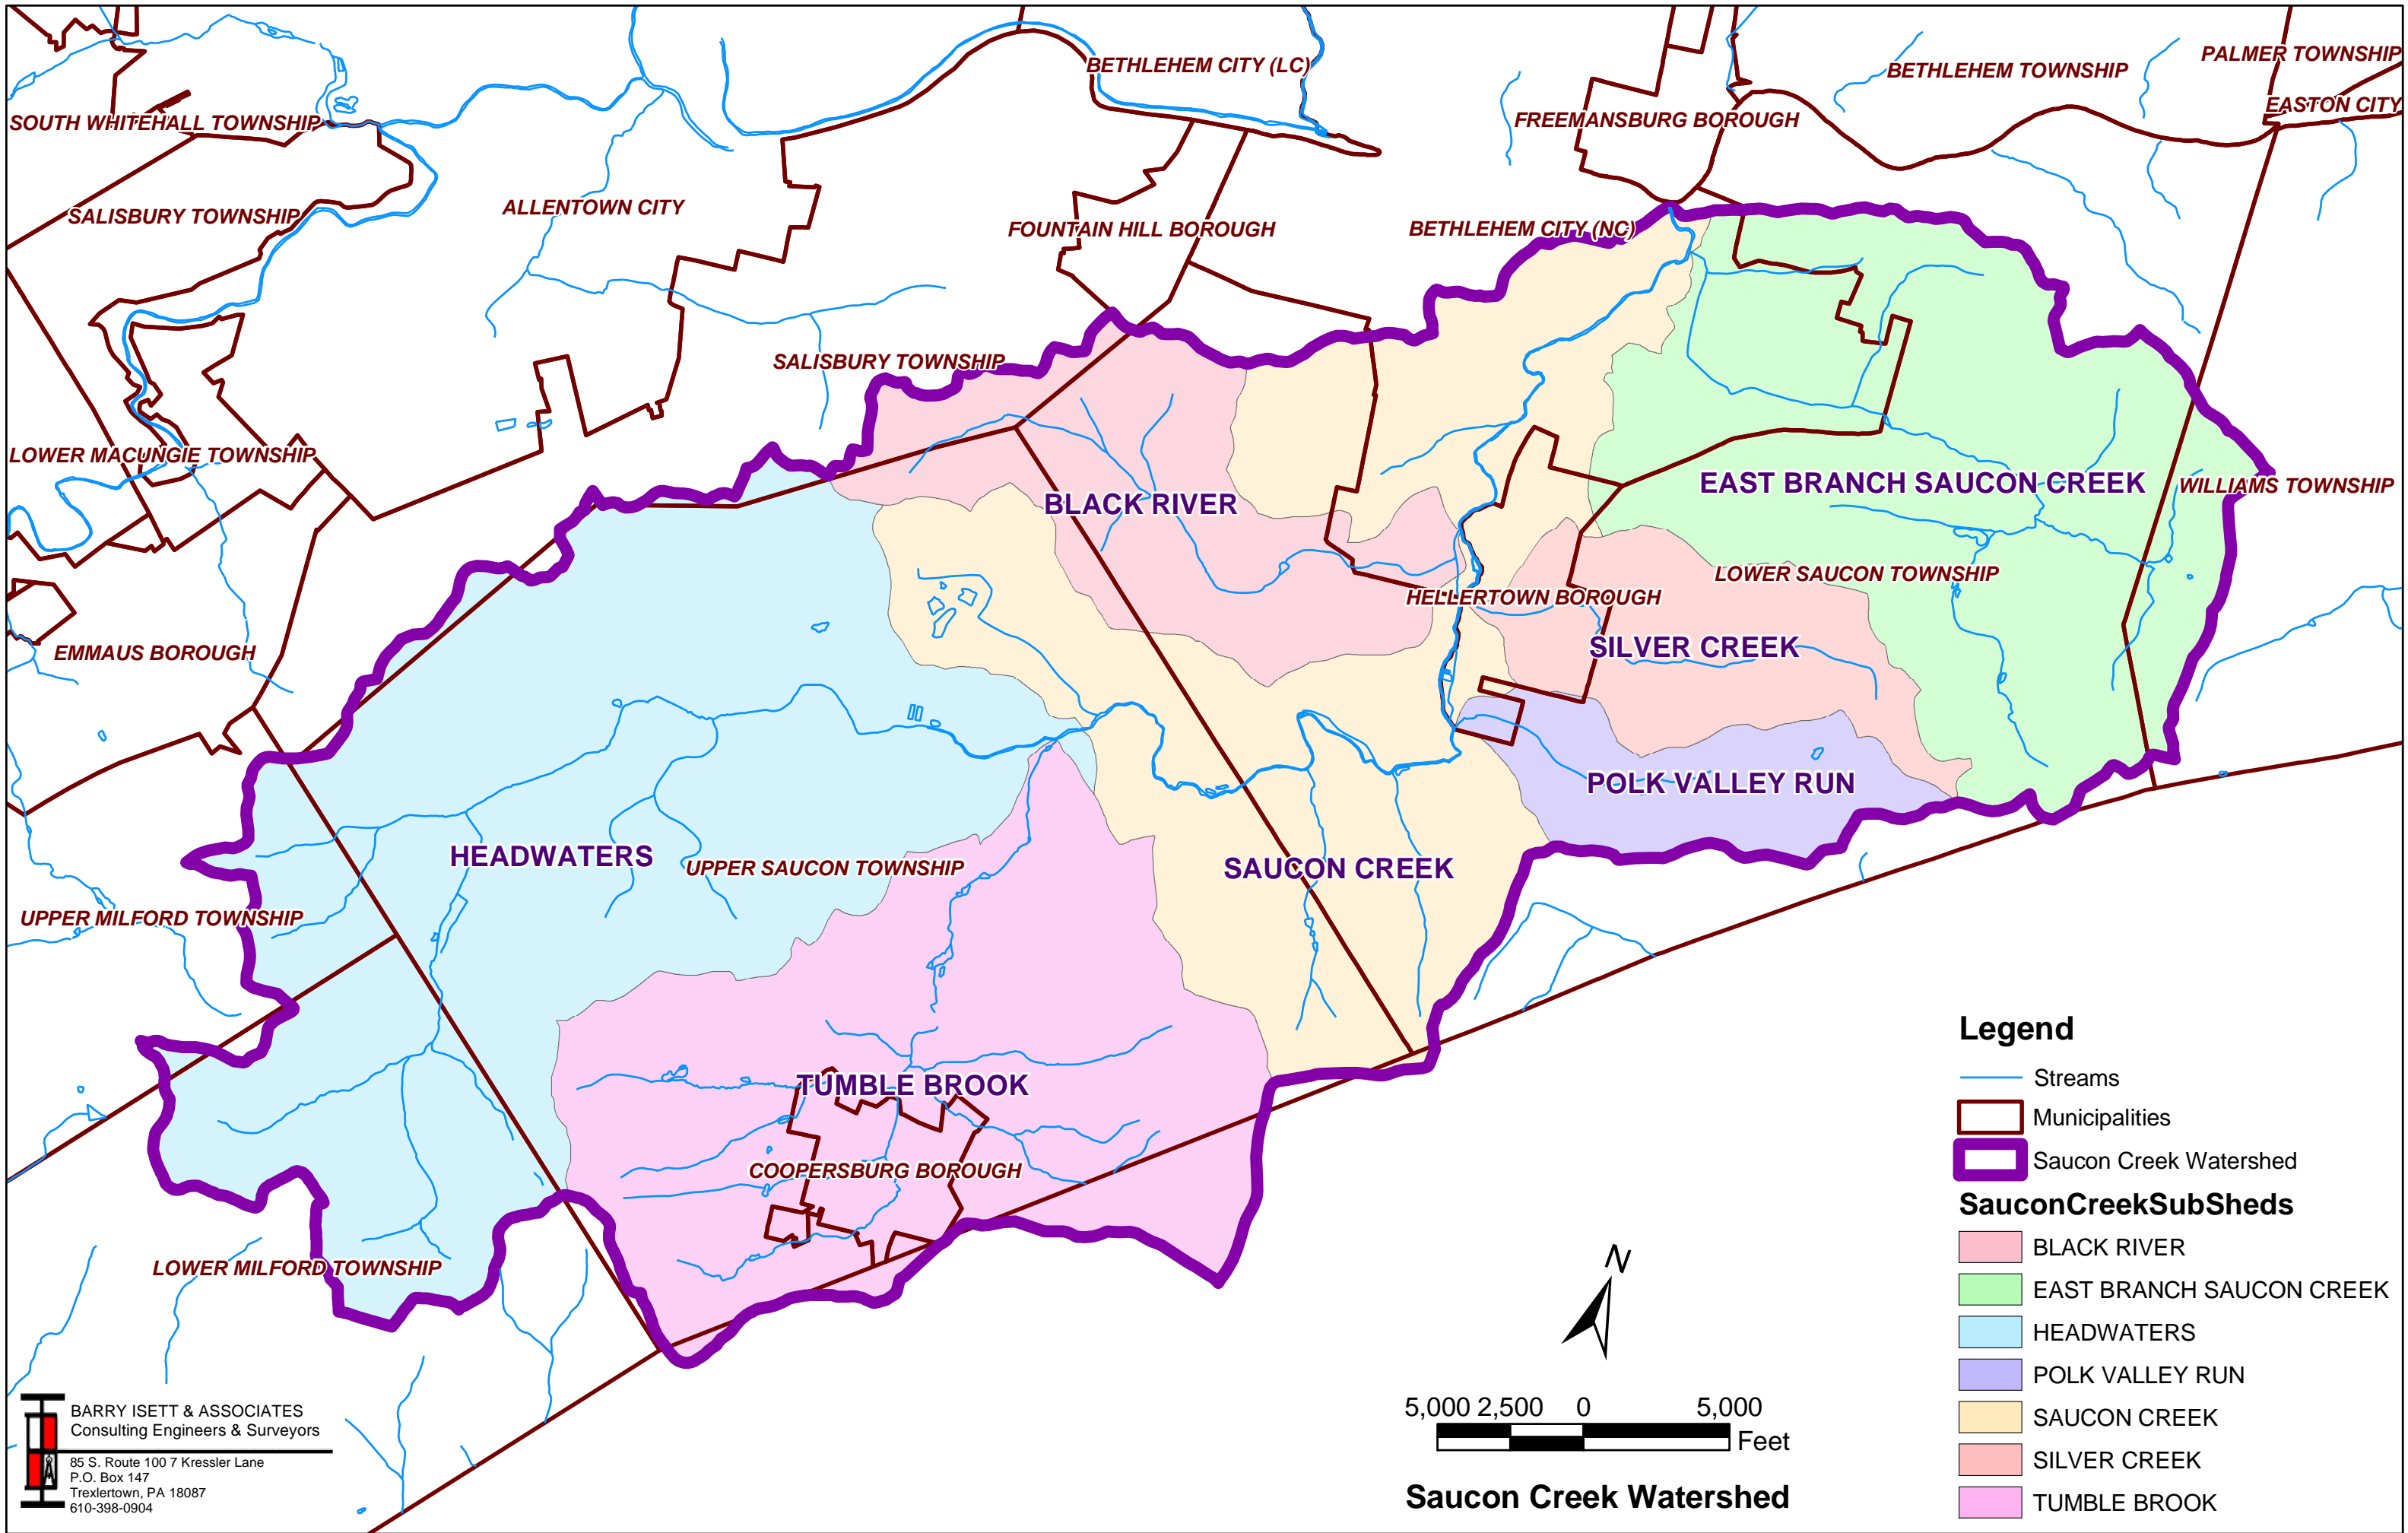 BETHLEHEM CITY (LC)
BETHLEHEM TOWNSHIP
PALMER TOWNSHIP
EASTON CITY
SOUTH WHITEHALL TOWNSHIP
FREEMANSBURG BOROUGH
SALISBURY TOWNSHIP
ALLENTOWN CITY
FOUNTAIN HILL BOROUGH
BETHLEHEM CITY (NC)
SALISBURY TOWNSHIP
LOWER MACUNGIE TOWNSHIP
BLACK RIVER
EAST BRANCH SAUCON CREEK
WILLIAMS TOWNSHIP
LOWER SAUCON TOWNSHIP
HELLERTOWN BOROUGH
EMMAUS BOROUGH
SILVER CREEK
POLK VALLEY RUN
HEADWATERS
UPPER SAUCON TOWNSHIP
SAUCON CREEK
UPPER MILFORD TOWNSHIP
TUMBLE BROOK
COOPERSBURG BOROUGH
LOWER MILFORD TOWNSHIP
Legend
Streams
Municipalities
Saucon Creek Watershed
SauconCreekSubSheds
BLACK RIVER
EAST BRANCH SAUCON CREEK
HEADWATERS
POLK VALLEY RUN
SAUCON CREEK
SILVER CREEK
TUMBLE BROOK
N
5,000 2,500 0 5,000
Feet
Saucon Creek Watershed
BARRY ISETT & ASSOCIATES
Consulting Engineers & Surveyors
85 S. Route 100 7 Kressler Lane
P.O. Box 147
Trexlertown, PA 18087
610-398-0904